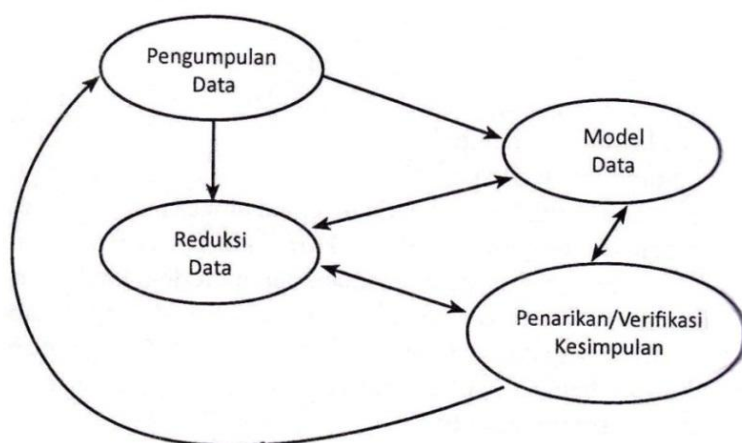 Pengumpulan
Data
Model
Data
Reduksi
Data
Penarikan/Verifikasi
Kesimpulan